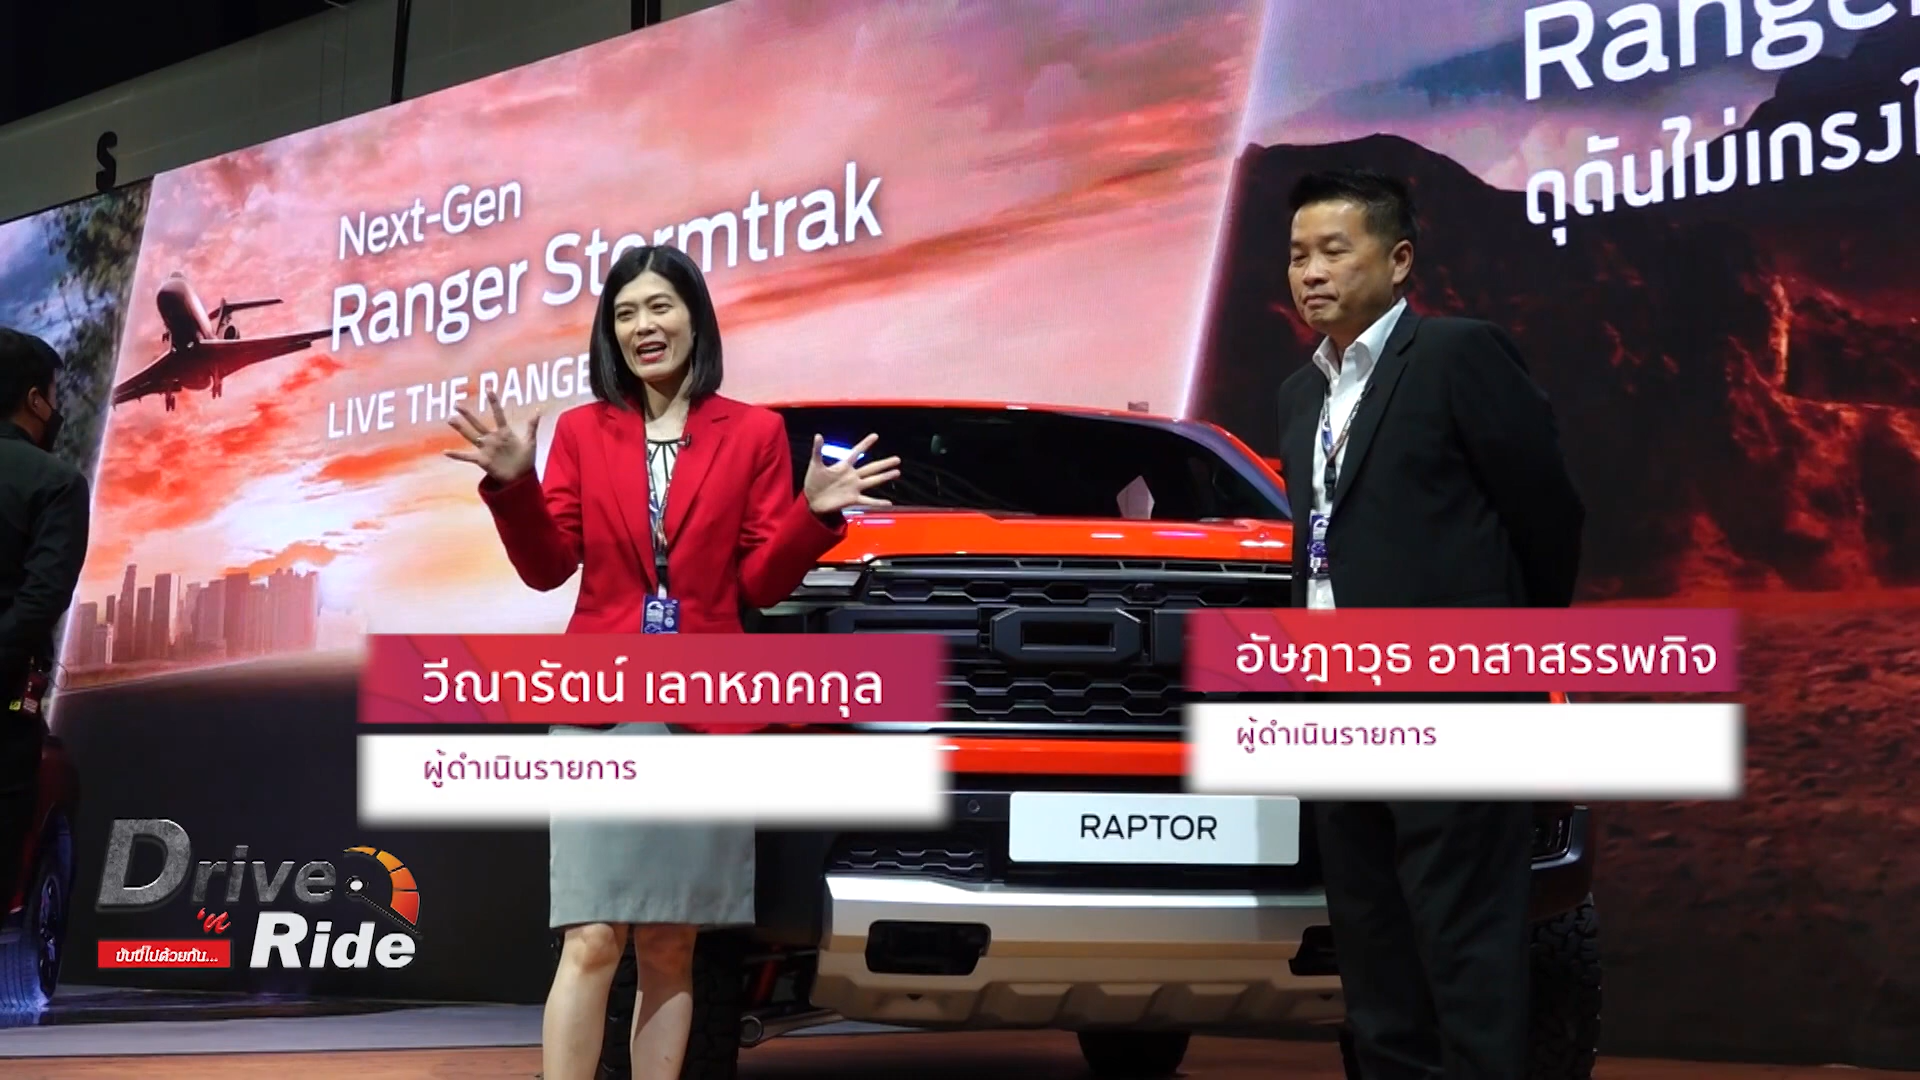 S
Next-Gen
Ranger Stormtrak
LIVE THE RANGE
Range
ดุดันไม่เกรงใ
วีณารัตน์ เลาหภคกุล
ผู้ดำเนินรายการ
อัษฎาวุธ อาสาสรรพกิจ
ผู้ดำเนินรายการ
RAPTOR
Drive
'n
Ride
ขับขี่ไปด้วยกัน...